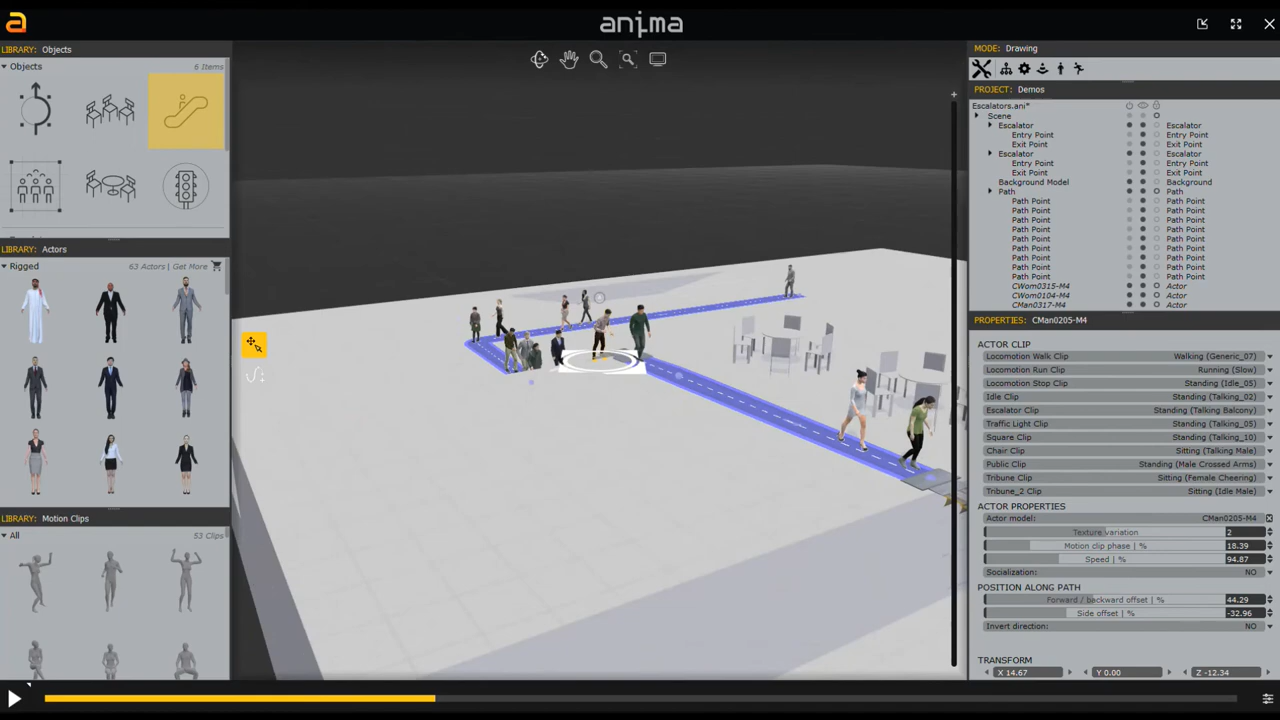 a
anima
LIBRARY: Objects
Objects 6 Items
LIBRARY: Actors
Rigged 63 Actors | Get More
LIBRARY: Motion Clips
All 53 Clips
MODE: Drawing
PROJECT: Demos
Escalators.ani*
Scene
Escalator Escalator
Entry Point Entry Point
Exit Point Exit Point
Escalator Escalator
Entry Point Entry Point
Exit Point Exit Point
Background Model Background
Path Path
Path Point Path Point
Path Point Path Point
Path Point Path Point
Path Point Path Point
Path Point Path Point
Path Point Path Point
Path Point Path Point
Path Point Path Point
Path Point Path Point
CWom0315-M4 Actor
CWom0104-M4 Actor
CMan0317-M4 Actor
PROPERTIES: CMan0205-M4
ACTOR CLIP
Locomotion Walk Clip Walking (Generic_07)
Locomotion Run Clip Running (Slow)
Locomotion Stop Clip Standing (Idle_05)
Idle Clip Standing (Talking_02)
Escalator Clip Standing (Talking Balcony)
Traffic Light Clip Standing (Talking_05)
Square Clip Standing (Talking_10)
Chair Clip Sitting (Talking Male)
Public Clip Standing (Male Crossed Arms)
Tribune Clip Sitting (Female Cheering)
Tribune_2 Clip Sitting (Idle Male)
ACTOR PROPERTIES
Actor model: CMan0205-M4
Texture variation 2
Motion clip phase | % 18.39
Speed | % 94.87
Socialization: NO
POSITION ALONG PATH
Forward / backward offset | % 44.29
Side offset | % -32.96
Invert direction: NO
TRANSFORM
X 14.67 Y 0.00 Z -12.34